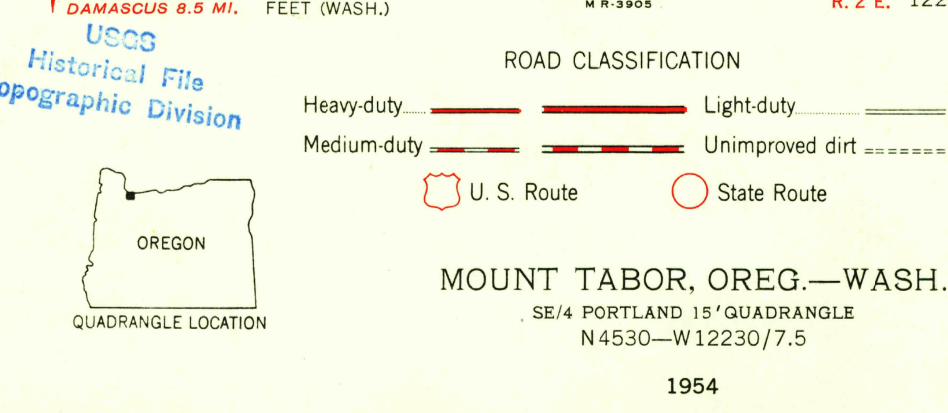 DAMASCUS 8.5 MI.
FEET (WASH.)
MR-3905
R. 2 E.
USGS
Historical File
opographic Division
ROAD CLASSIFICATION
Heavy-duty
Light-duty
Medium-duty
Unimproved dirt
U. S. Route
State Route
OREGON
QUADRANGLE LOCATION
MOUNT TABOR, OREG.—WASH.
SE/4 PORTLAND 15' QUADRANGLE
N4530—W12230/7.5
1954